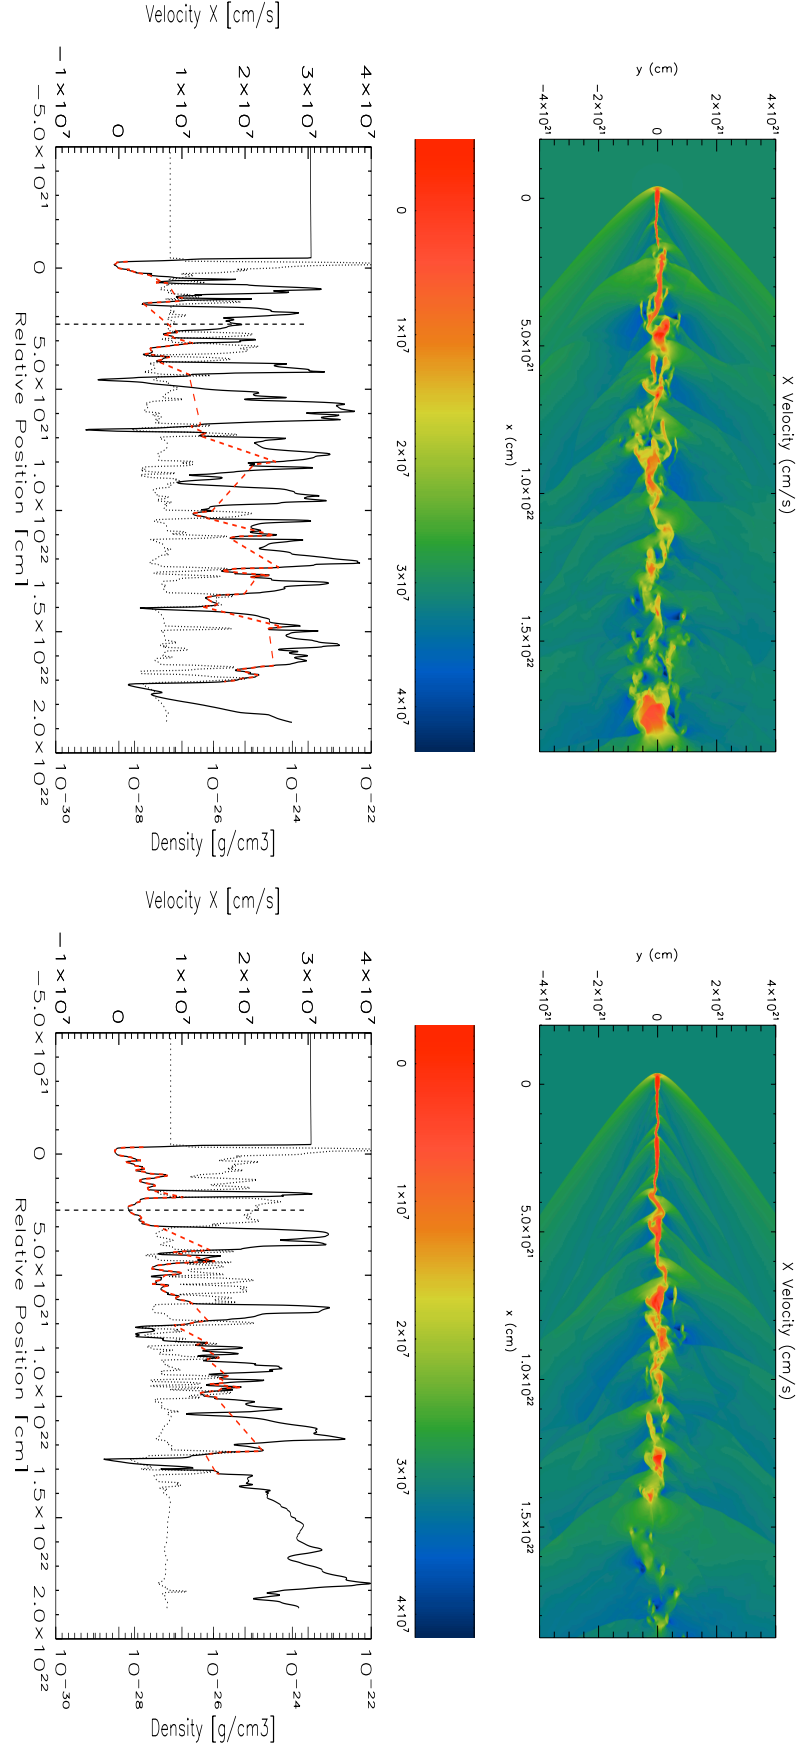 X Velocity (cm/s)
4×10²¹
2×10²¹
0
−2×10²¹
−4×10²¹
y (cm)
0 5.0×10²¹ 1.0×10²² 1.5×10²²
x (cm)
0 1×10⁷ 2×10⁷ 3×10⁷ 4×10⁷
4×10⁷
3×10⁷
2×10⁷
1×10⁷
0
−1×10⁷
Velocity X [cm/s]
10⁻²²
10⁻²⁴
10⁻²⁶
10⁻²⁸
10⁻³⁰
Density [g/cm3]
−5.0×10²¹ 0 5.0×10²¹ 1.0×10²² 1.5×10²² 2.0×10²²
Relative Position [cm]
X Velocity (cm/s)
4×10²¹
2×10²¹
0
−2×10²¹
−4×10²¹
y (cm)
0 5.0×10²¹ 1.0×10²² 1.5×10²²
x (cm)
0 1×10⁷ 2×10⁷ 3×10⁷ 4×10⁷
4×10⁷
3×10⁷
2×10⁷
1×10⁷
0
−1×10⁷
Velocity X [cm/s]
10⁻²²
10⁻²⁴
10⁻²⁶
10⁻²⁸
10⁻³⁰
Density [g/cm3]
−5.0×10²¹ 0 5.0×10²¹ 1.0×10²² 1.5×10²² 2.0×10²²
Relative Position [cm]